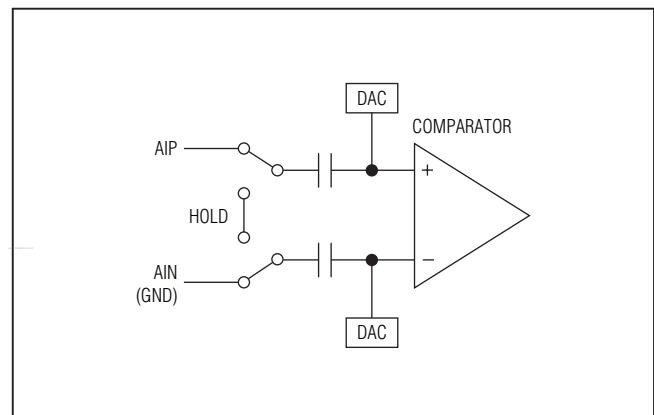 DAC
COMPARATOR
AIP
+
HOLD
−
AIN
(GND)
DAC